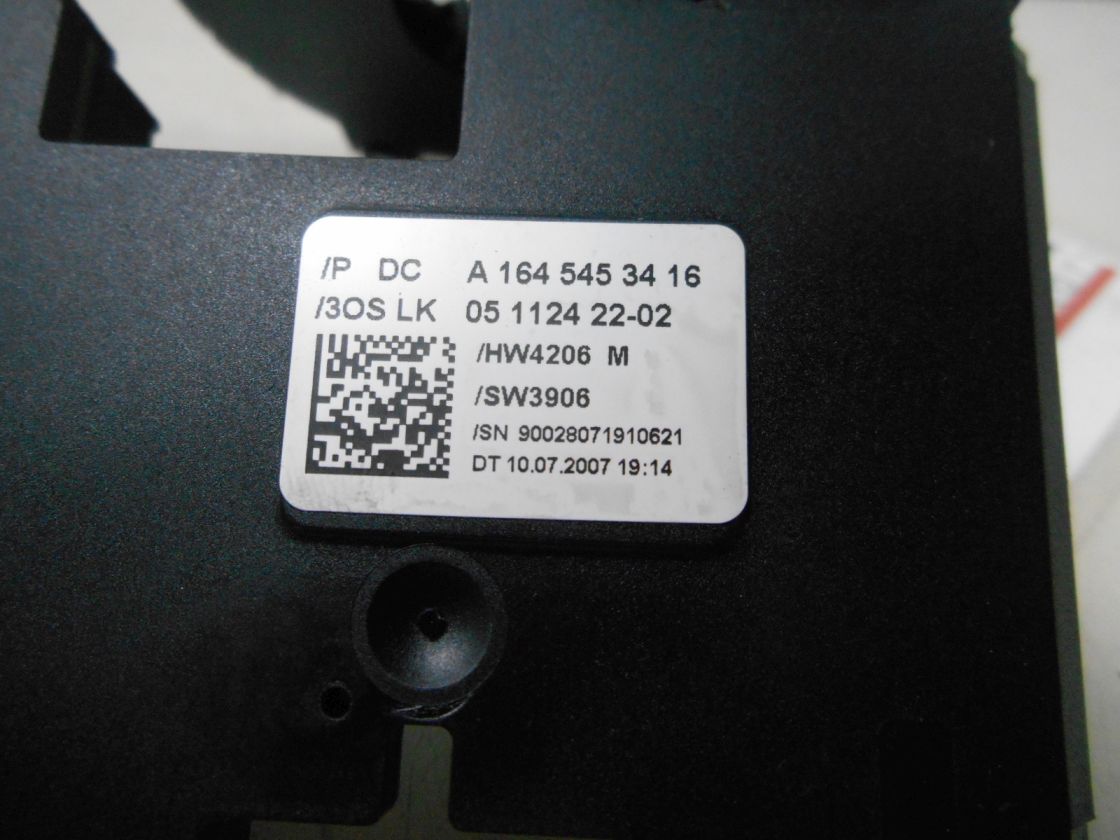 /P DC A 164 545 34 16
/3OS LK 05 1124 22-02
/HW4206 M
/SW3906
/SN 90028071910621
DT 10.07.2007 19:14